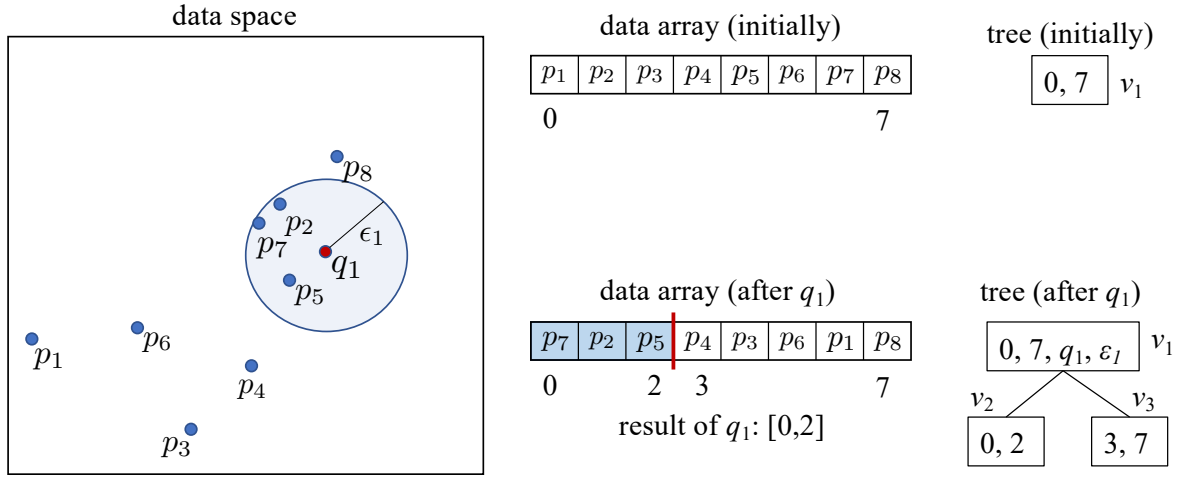 data space
p8
p2
p7
ϵ1
q1
p5
p6
p1
p4
p3
data array (initially)
p1 p2 p3 p4 p5 p6 p7 p8
0 7
tree (initially)
0, 7 v1
data array (after q1)
p7 p2 p5 p4 p3 p6 p1 p8
0 2 3 7
result of q1: [0,2]
tree (after q1)
0, 7, q1, ε1 v1
v2 v3
0, 2 3, 7